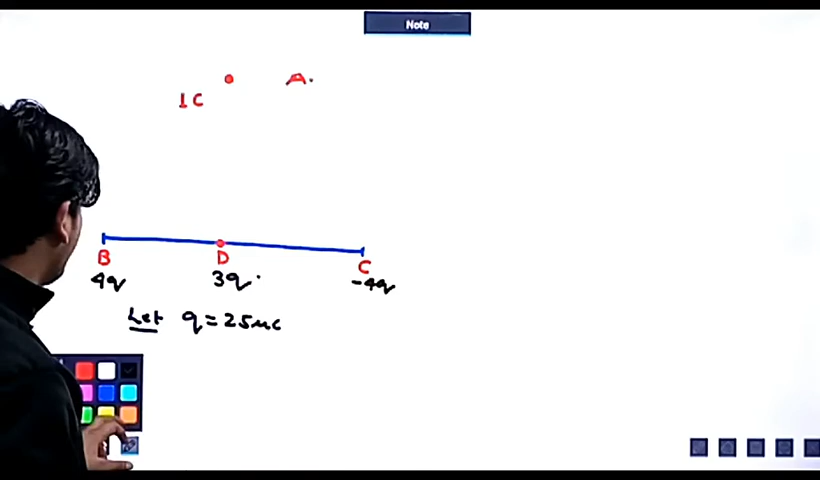 Note
A.
1C
B D C
4q 3q. -4q
Let q = 25μc